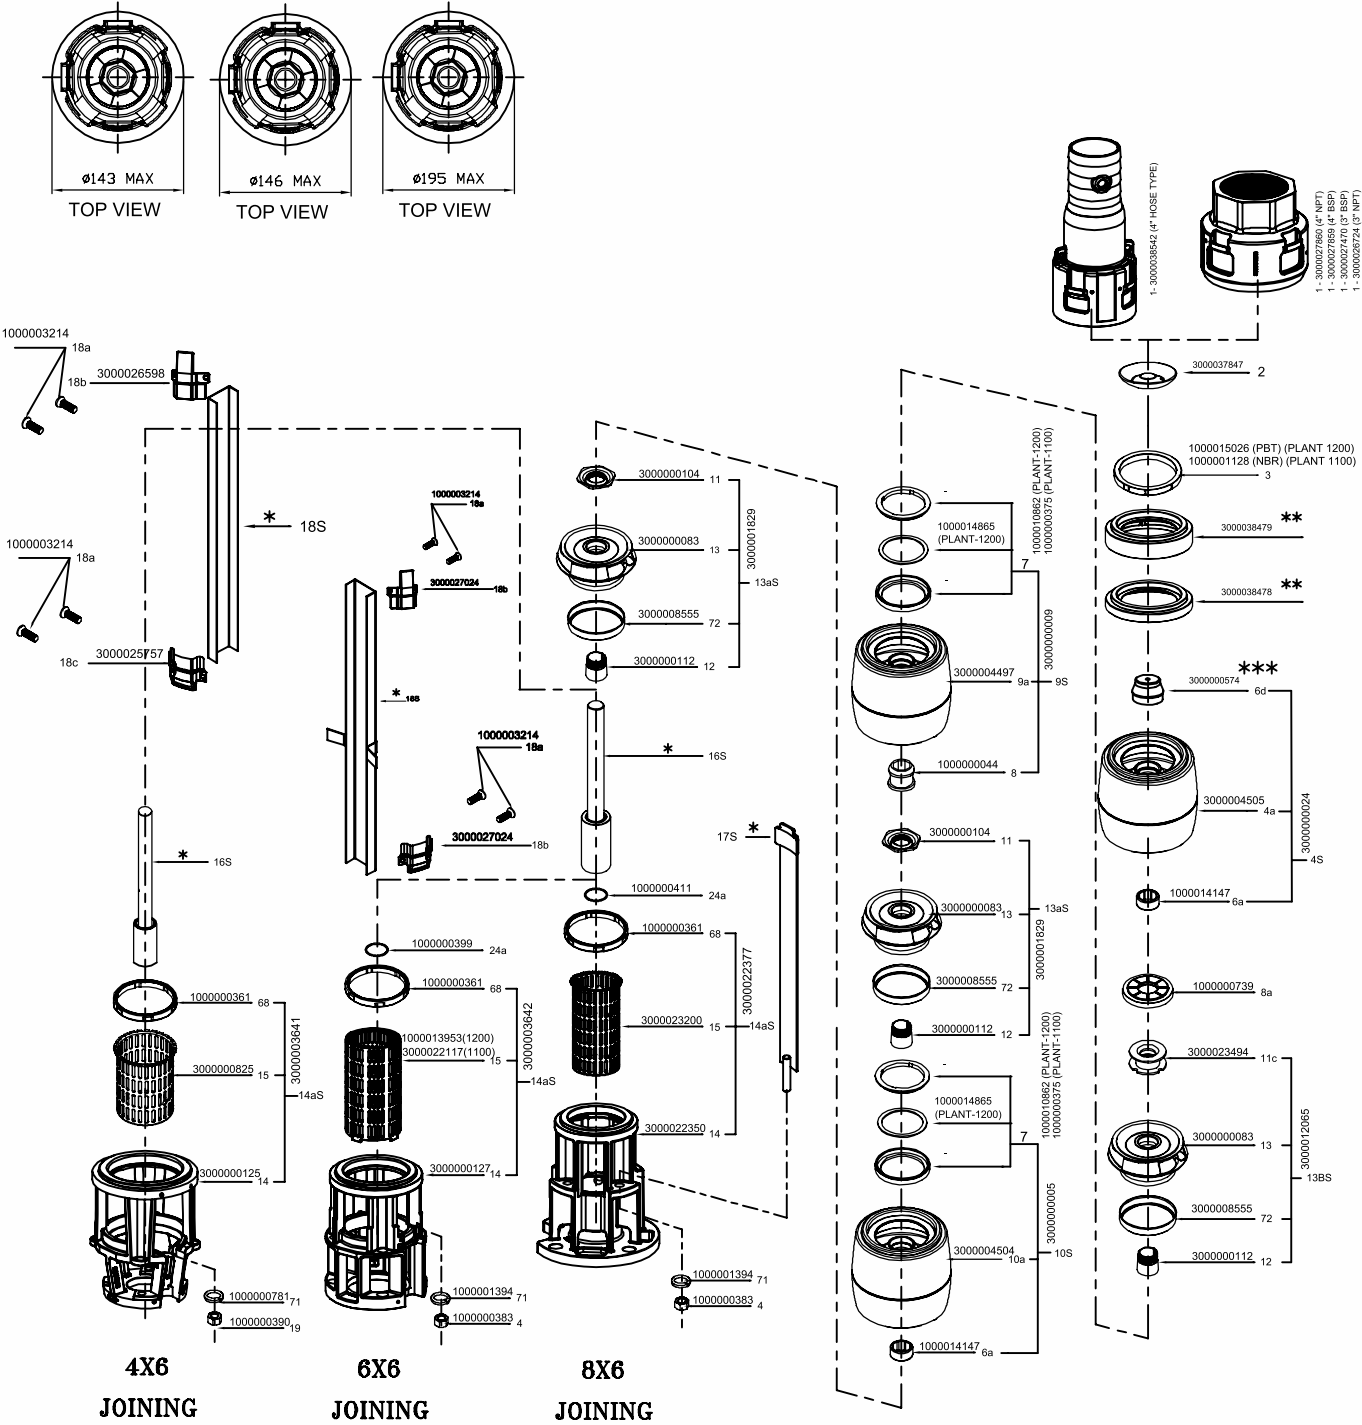 ø143 MAX
TOP VIEW
ø146 MAX
TOP VIEW
ø195 MAX
TOP VIEW
1- 3000038542 (4" HOSE TYPE)
1 - 3000027860 (4" NPT)
1 - 3000027859 (4" BSP)
1 - 3000027470 (3" BSP)
1 - 3000026724 (3" NPT)
1000003214
18a
18b
3000026598
* 18S
1000003214
18a
18c
3000025757
* 16S
1000000361 68
3000000825 15
3000003641
14aS
3000000125 14
1000000781 71
1000000390 19
4X6
JOINING
1000003214
18a
3000027024
18b
* 18S
1000003214
18a
3000027024
18b
1000000399 24a
1000000361 68
1000013953(1200)
3000022117(1100)
15
3000003642
14aS
3000000127 14
1000001394 71
1000000383 4
6X6
JOINING
3000000104 11
3000000083 13
3000001829
13aS
3000008555 72
3000000112 12
* 16S
17S *
1000000411 24a
1000000361 68
3000022377
3000023200 15
14aS
3000022350 14
1000001394 71
1000000383 4
8X6
JOINING
-
1000014865
(PLANT-1200)
-
7
1000010862 (PLANT-1200)
1000000375 (PLANT-1100)
3000000009
3000004497 9a 9S
1000000044 8
3000000104 11
3000000083 13
13aS
3000001829
3000008555 72
3000000112 12
-
1000014865
(PLANT-1200)
-
7
1000010862 (PLANT-1200)
1000000375 (PLANT-1100)
3000000005
3000004504 10a 10S
1000014147 6a
3000037847 2
1000015026 (PBT) (PLANT 1200)
1000001128 (NBR) (PLANT 1100)
3
3000038479 **
3000038478 **
3000000574 ***
6d
3000004505 4a
3000000024
4S
1000014147 6a
1000000739 8a
3000023494 11c
3000000083 13
3000012065
13BS
3000008555 72
3000000112 12